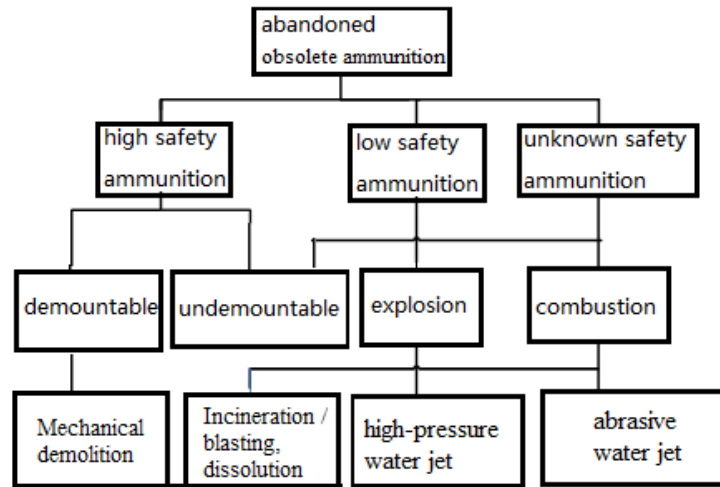 abandoned
obsolete ammunition
high safety
ammunition
low safety
ammunition
unknown safety
ammunition
demountable
undemountable
explosion
combustion
Mechanical
demolition
Incineration /
blasting,
dissolution
high-pressure
water jet
abrasive
water jet